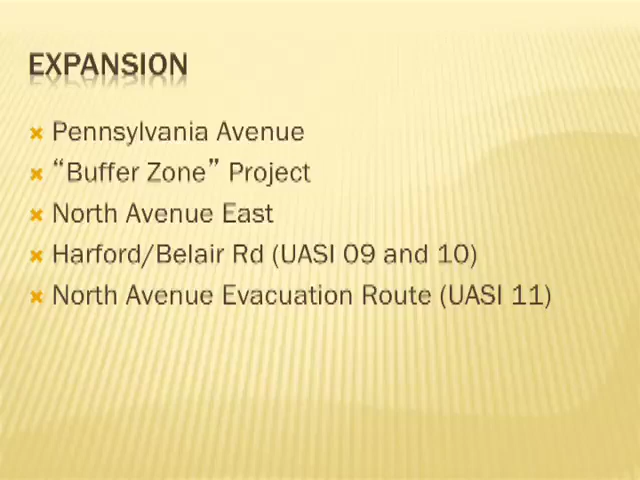 EXPANSION
Pennsylvania Avenue
“Buffer Zone” Project
North Avenue East
Harford/Belair Rd (UASI 09 and 10)
North Avenue Evacuation Route (UASI 11)